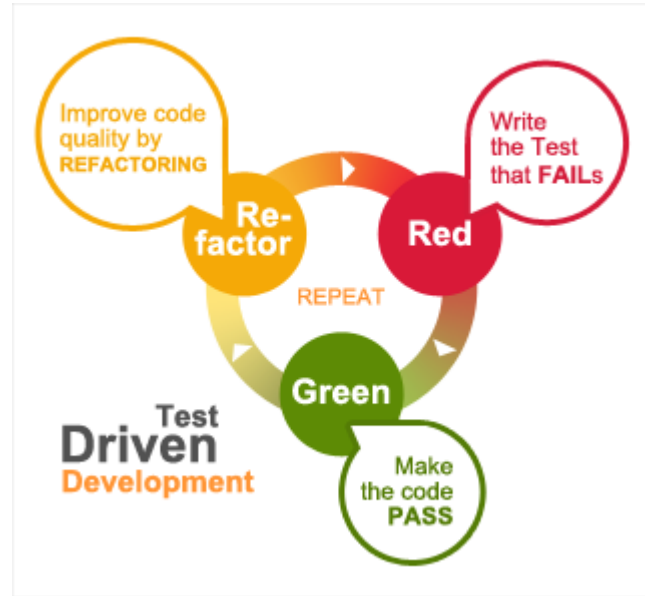 Improve code
quality by
REFACTORING
Write
the Test
that FAILs
Re-
factor
Red
REPEAT
Green
Test
Driven
Development
Make
the code
PASS